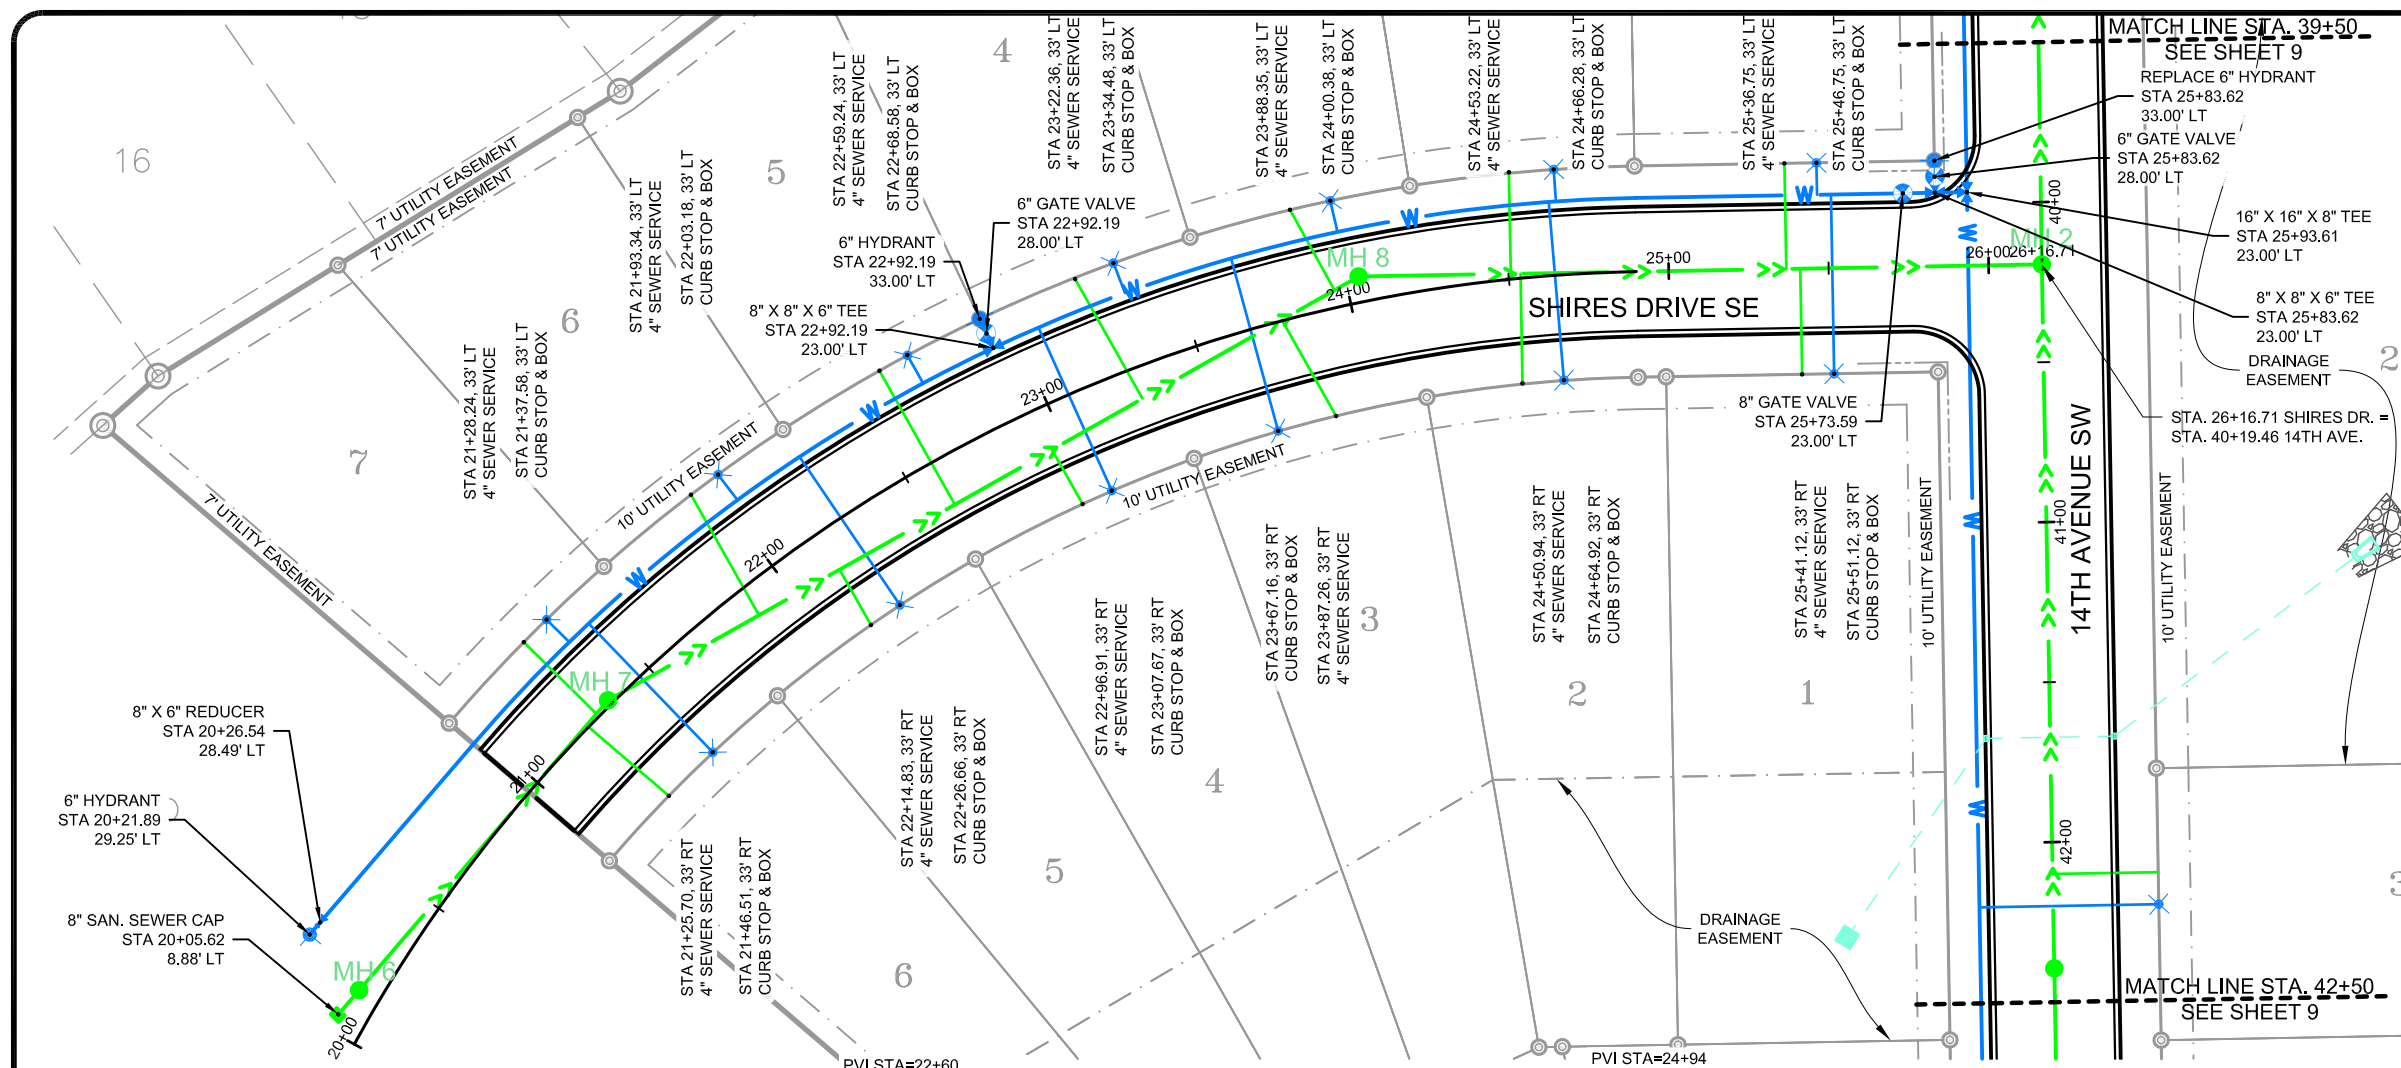 MATCH LINE STA. 39+50
SEE SHEET 9
REPLACE 6" HYDRANT
STA 25+83.62
33.00' LT
6" GATE VALVE
STA 25+83.62
28.00' LT
16" X 16" X 8" TEE
STA 25+93.61
23.00' LT
8" X 8" X 6" TEE
STA 25+83.62
23.00' LT
DRAINAGE
EASEMENT
STA. 26+16.71 SHIRES DR. =
STA. 40+19.46 14TH AVE.
8" GATE VALVE
STA 25+73.59
23.00' LT
16
7' UTILITY EASEMENT
7' UTILITY EASEMENT
7
6
5
4
STA 21+28.24, 33' LT
4" SEWER SERVICE
STA 21+37.58, 33' LT
CURB STOP & BOX
STA 21+93.34, 33' LT
4" SEWER SERVICE
STA 22+03.18, 33' LT
CURB STOP & BOX
STA 22+59.24, 33' LT
4" SEWER SERVICE
STA 22+68.58, 33' LT
CURB STOP & BOX
STA 23+22.36, 33' LT
4" SEWER SERVICE
STA 23+34.48, 33' LT
CURB STOP & BOX
STA 23+88.35, 33' LT
4" SEWER SERVICE
STA 24+00.38, 33' LT
CURB STOP & BOX
STA 24+53.22, 33' LT
4" SEWER SERVICE
STA 24+66.28, 33' LT
CURB STOP & BOX
STA 25+36.75, 33' LT
4" SEWER SERVICE
STA 25+46.75, 33' LT
CURB STOP & BOX
6" GATE VALVE
STA 22+92.19
28.00' LT
6" HYDRANT
STA 22+92.19
33.00' LT
8" X 8" X 6" TEE
STA 22+92.19
23.00' LT
7' UTILITY EASEMENT
10' UTILITY EASEMENT
10' UTILITY EASEMENT
W
W
W
W
W
W
W
W
MH 8
MH 2
MH 7
MH 6
20+00
21+00
22+00
23+00
24+00
25+00
26+00
26+16.71
40+00
41+00
42+00
SHIRES DRIVE SE
14TH AVENUE SW
10' UTILITY EASEMENT
10' UTILITY EASEMENT
2
3
8" X 6" REDUCER
STA 20+26.54
28.49' LT
6" HYDRANT
STA 20+21.89
29.25' LT
8" SAN. SEWER CAP
STA 20+05.62
8.88' LT
STA 21+25.70, 33' RT
4" SEWER SERVICE
STA 21+46.51, 33' RT
CURB STOP & BOX
STA 22+14.83, 33' RT
4" SEWER SERVICE
STA 22+26.66, 33' RT
CURB STOP & BOX
STA 22+96.91, 33' RT
4" SEWER SERVICE
STA 23+07.67, 33' RT
CURB STOP & BOX
STA 23+67.16, 33' RT
CURB STOP & BOX
STA 23+87.26, 33' RT
4" SEWER SERVICE
STA 24+50.94, 33' RT
4" SEWER SERVICE
STA 24+64.92, 33' RT
CURB STOP & BOX
STA 25+41.12, 33' RT
4" SEWER SERVICE
STA 25+51.12, 33' RT
CURB STOP & BOX
6
5
4
3
2
1
DRAINAGE
EASEMENT
MATCH LINE STA. 42+50
SEE SHEET 9
PVI STA=22+60
PVI STA=24+94